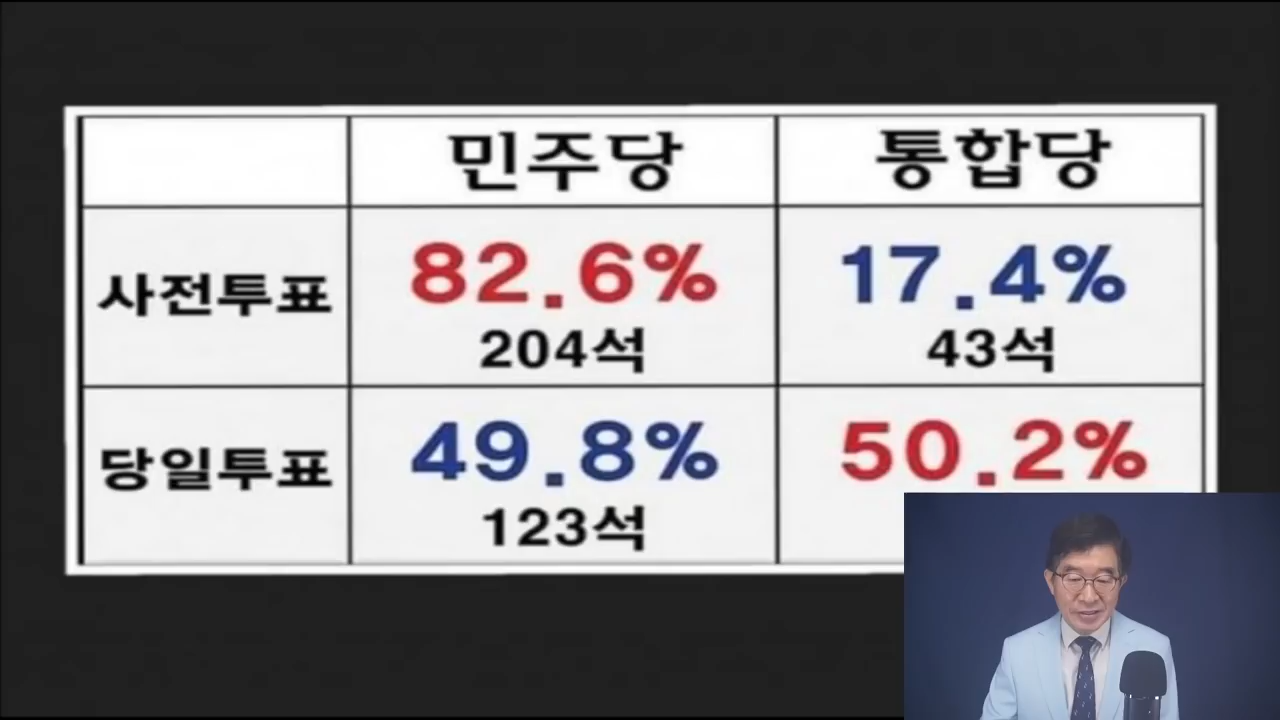 민주당 통합당
사전투표 82.6% 17.4%
204석 43석
당일투표 49.8% 50.2%
123석